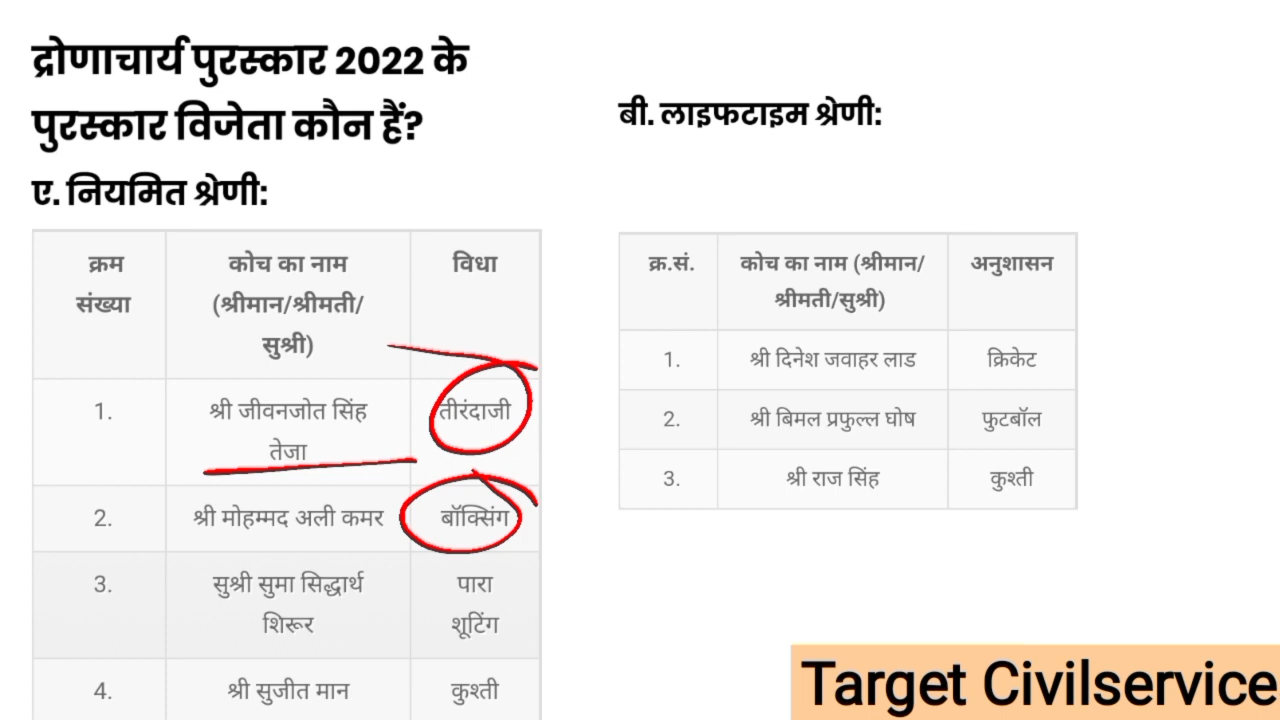 द्रोणाचार्य पुरस्कार 2022 के
पुरस्कार विजेता कौन हैं?
ए. नियमित श्रेणी:
क्रम संख्या कोच का नाम (श्रीमान/श्रीमती/सुश्री) विधा
1. श्री जीवनजोत सिंह तेजा तीरंदाजी
2. श्री मोहम्मद अली कमर बॉक्सिंग
3. सुश्री सुमा सिद्धार्थ शिरूर पारा शूटिंग
4. श्री सुजीत मान कुश्ती
बी. लाइफटाइम श्रेणी:
क्र.सं. कोच का नाम (श्रीमान/श्रीमती/सुश्री) अनुशासन
1. श्री दिनेश जवाहर लाड क्रिकेट
2. श्री बिमल प्रफुल्ल घोष फुटबॉल
3. श्री राज सिंह कुश्ती
Target Civilservice